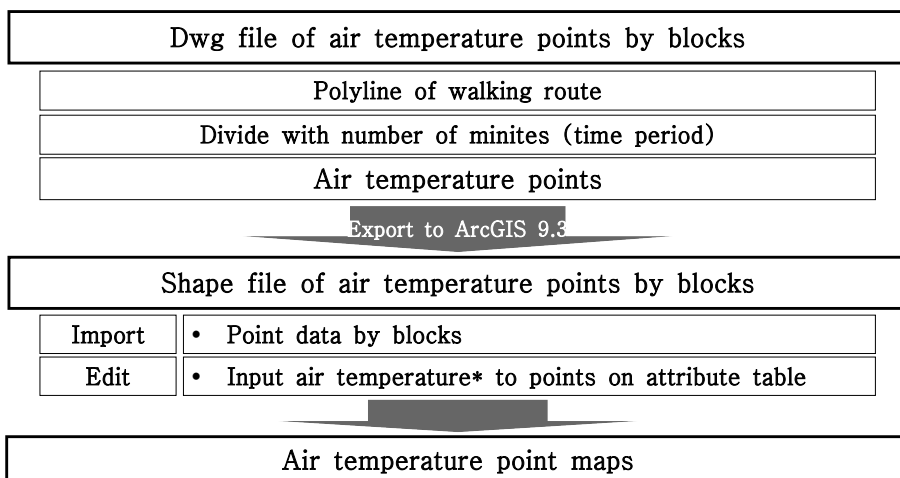 Dwg file of air temperature points by blocks
Polyline of walking route
Divide with number of minites (time period)
Air temperature points
Export to ArcGIS 9.3
Shape file of air temperature points by blocks
Import • Point data by blocks
Edit • Input air temperature* to points on attribute table
Air temperature point maps